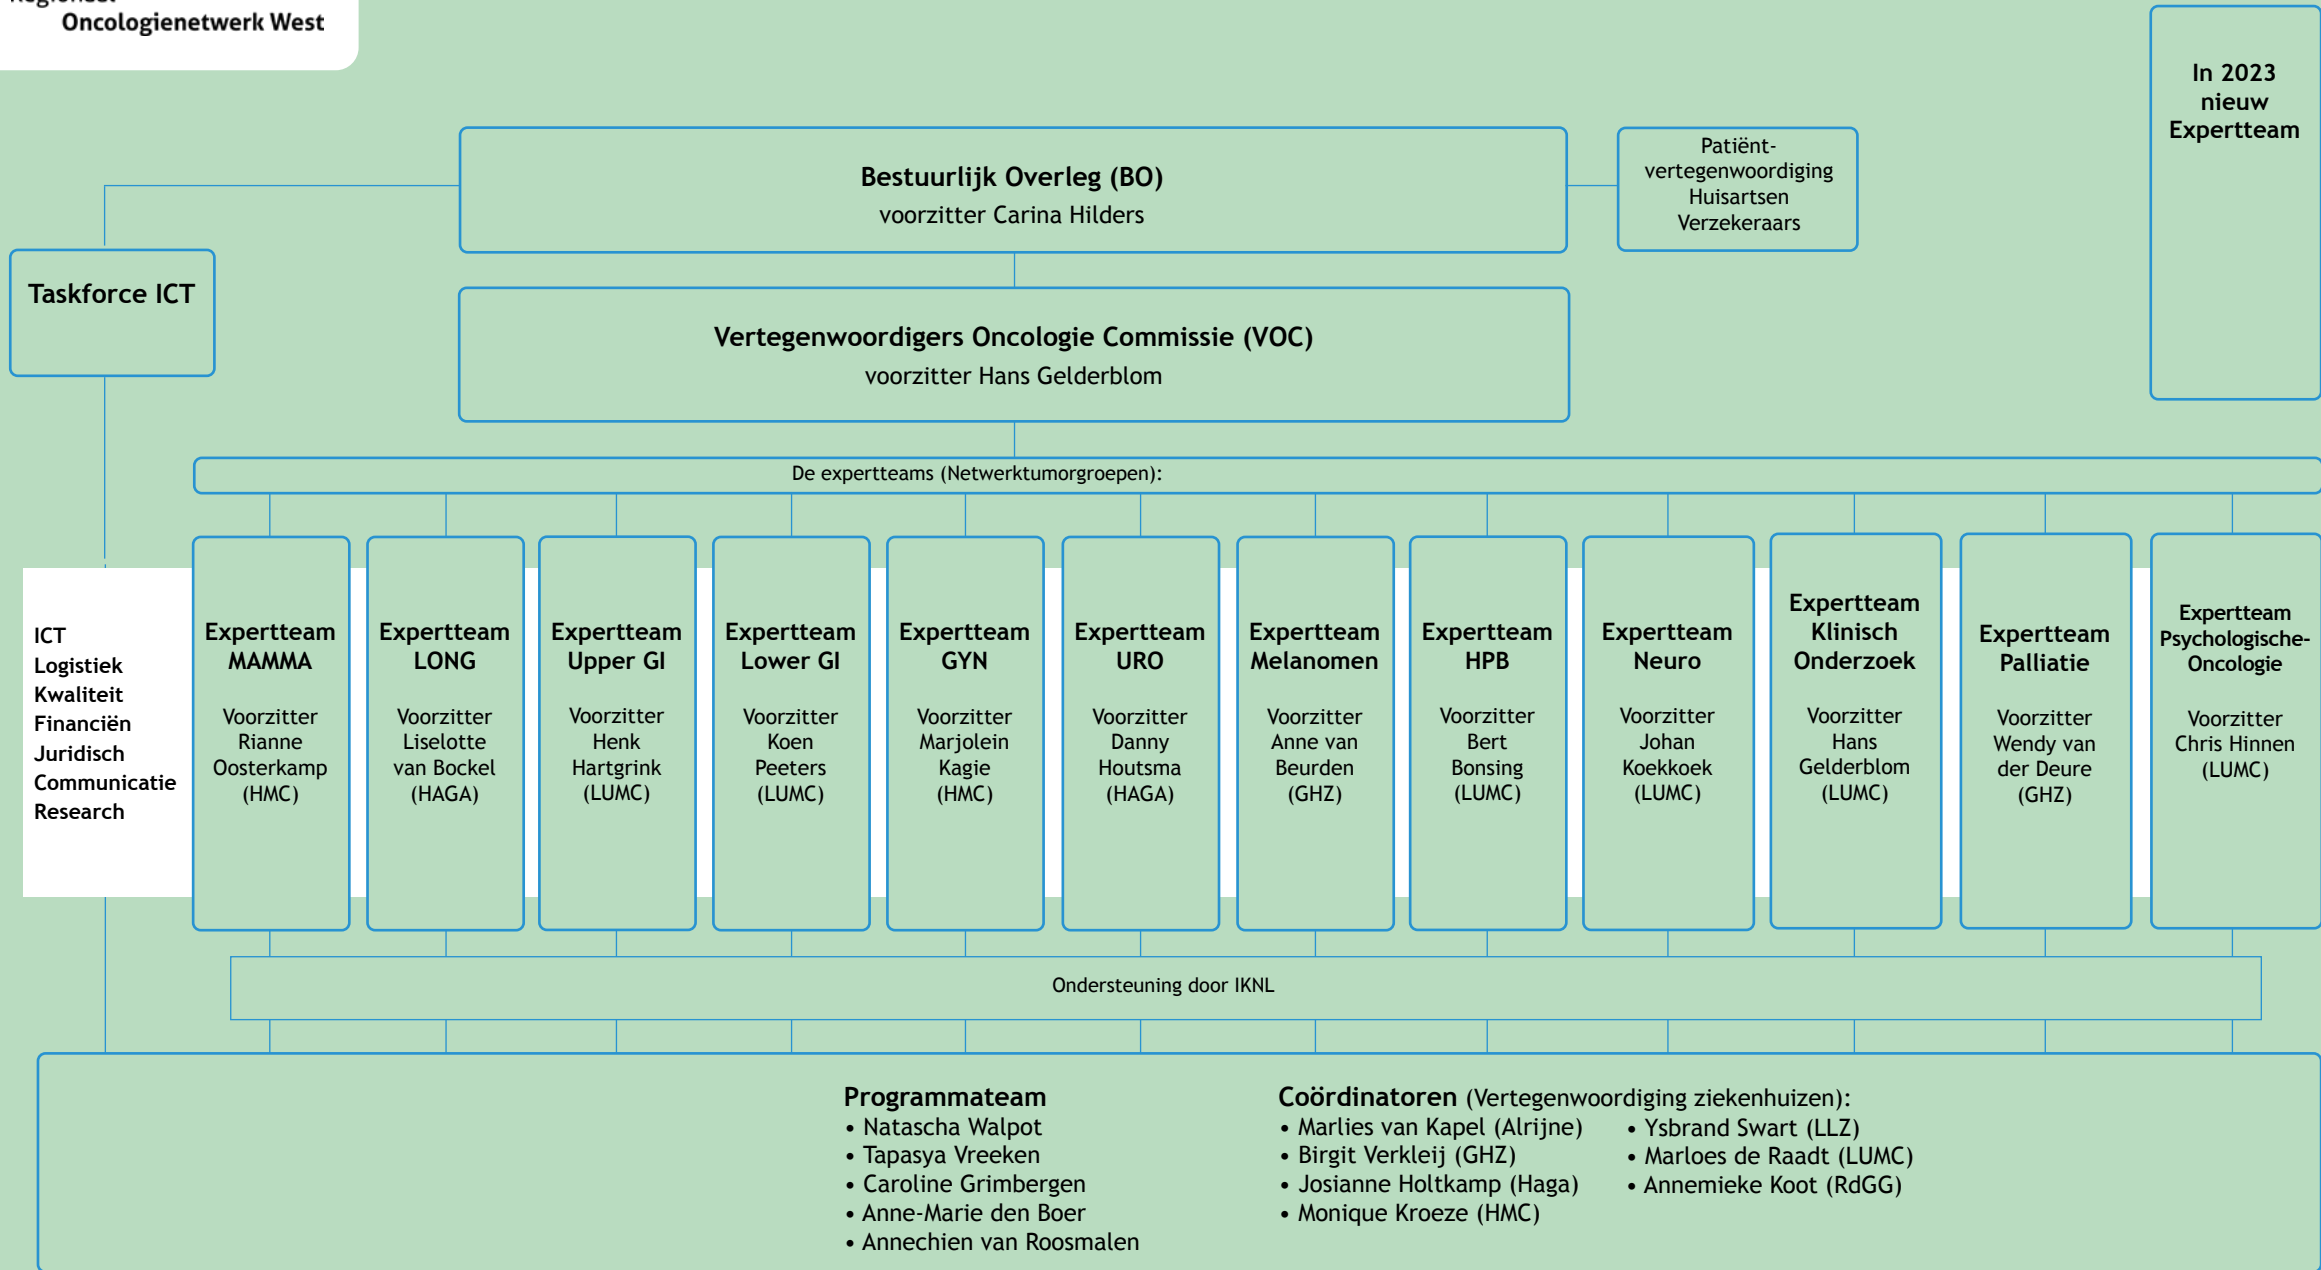 Regioneel
Oncologienetwerk West
In 2023
nieuw
Expertteam
Bestuurlijk Overleg (BO)
voorzitter Carina Hilders
Patiënt-
vertegenwoordiging
Huisartsen
Verzekeraars
Taskforce ICT
Vertegenwoordigers Oncologie Commissie (VOC)
voorzitter Hans Gelderblom
De expertteams (Netwerktumorgroepen):
ICT
Logistiek
Kwaliteit
Financiën
Juridisch
Communicatie
Research
Expertteam
MAMMA
Voorzitter
Rianne
Oosterkamp
(HMC)
Expertteam
LONG
Voorzitter
Liselotte
van Bockel
(HAGA)
Expertteam
Upper GI
Voorzitter
Henk
Hartgrink
(LUMC)
Expertteam
Lower GI
Voorzitter
Koen
Peeters
(LUMC)
Expertteam
GYN
Voorzitter
Marjolein
Kagie
(HMC)
Expertteam
URO
Voorzitter
Danny
Houtsma
(HAGA)
Expertteam
Melanomen
Voorzitter
Anne van
Beurden
(GHZ)
Expertteam
HPB
Voorzitter
Bert
Bonsing
(LUMC)
Expertteam
Neuro
Voorzitter
Johan
Koekkoek
(LUMC)
Expertteam
Klinisch
Onderzoek
Voorzitter
Hans
Gelderblom
(LUMC)
Expertteam
Palliatie
Voorzitter
Wendy van
der Deure
(GHZ)
Expertteam
Psychologische-
Oncologie
Voorzitter
Chris Hinnen
(LUMC)
Ondersteuning door IKNL
Programmateam
• Natascha Walpot
• Tapasya Vreeken
• Caroline Grimbergen
• Anne-Marie den Boer
• Annechien van Roosmalen
Coördinatoren (Vertegenwoordiging ziekenhuizen):
• Marlies van Kapel (Alrijne)
• Birgit Verkleij (GHZ)
• Josianne Holtkamp (Haga)
• Monique Kroeze (HMC)
• Ysbrand Swart (LLZ)
• Marloes de Raadt (LUMC)
• Annemieke Koot (RdGG)